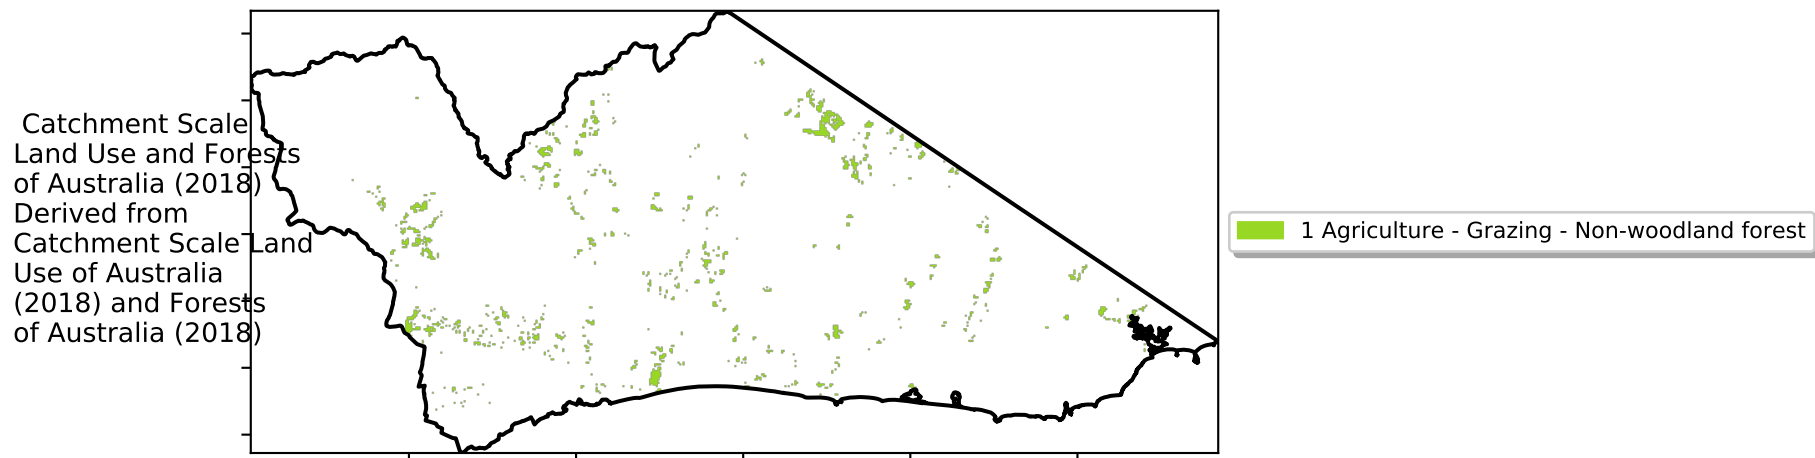 Catchment Scale
Land Use and Forests
of Australia (2018)
Derived from
Catchment Scale Land
Use of Australia
(2018) and Forests
of Australia (2018)
1 Agriculture - Grazing - Non-woodland forest